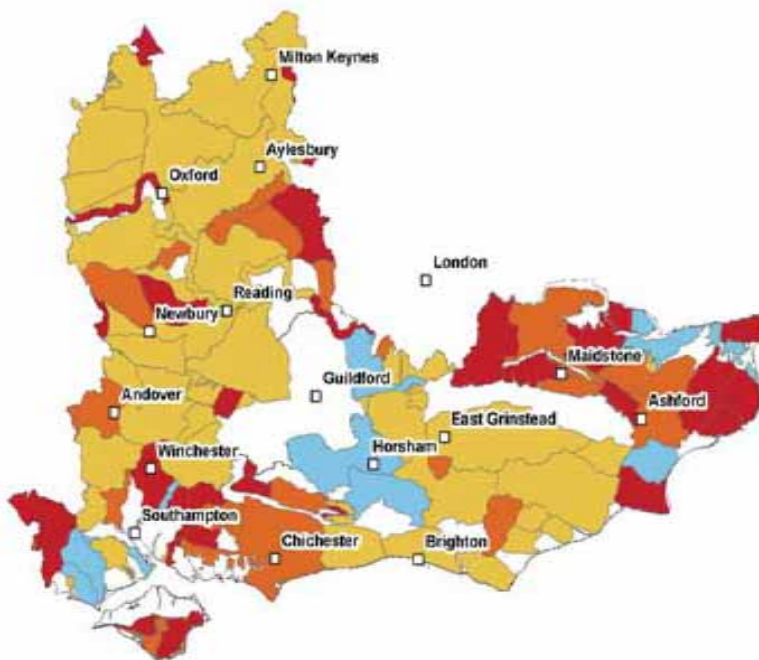 Milton Keynes
Aylesbury
Oxford
London
Reading
Newbury
Maidstone
Guildford
Andover
Ashford
East Grinstead
Winchester
Horsham
Southampton
Chichester
Brighton